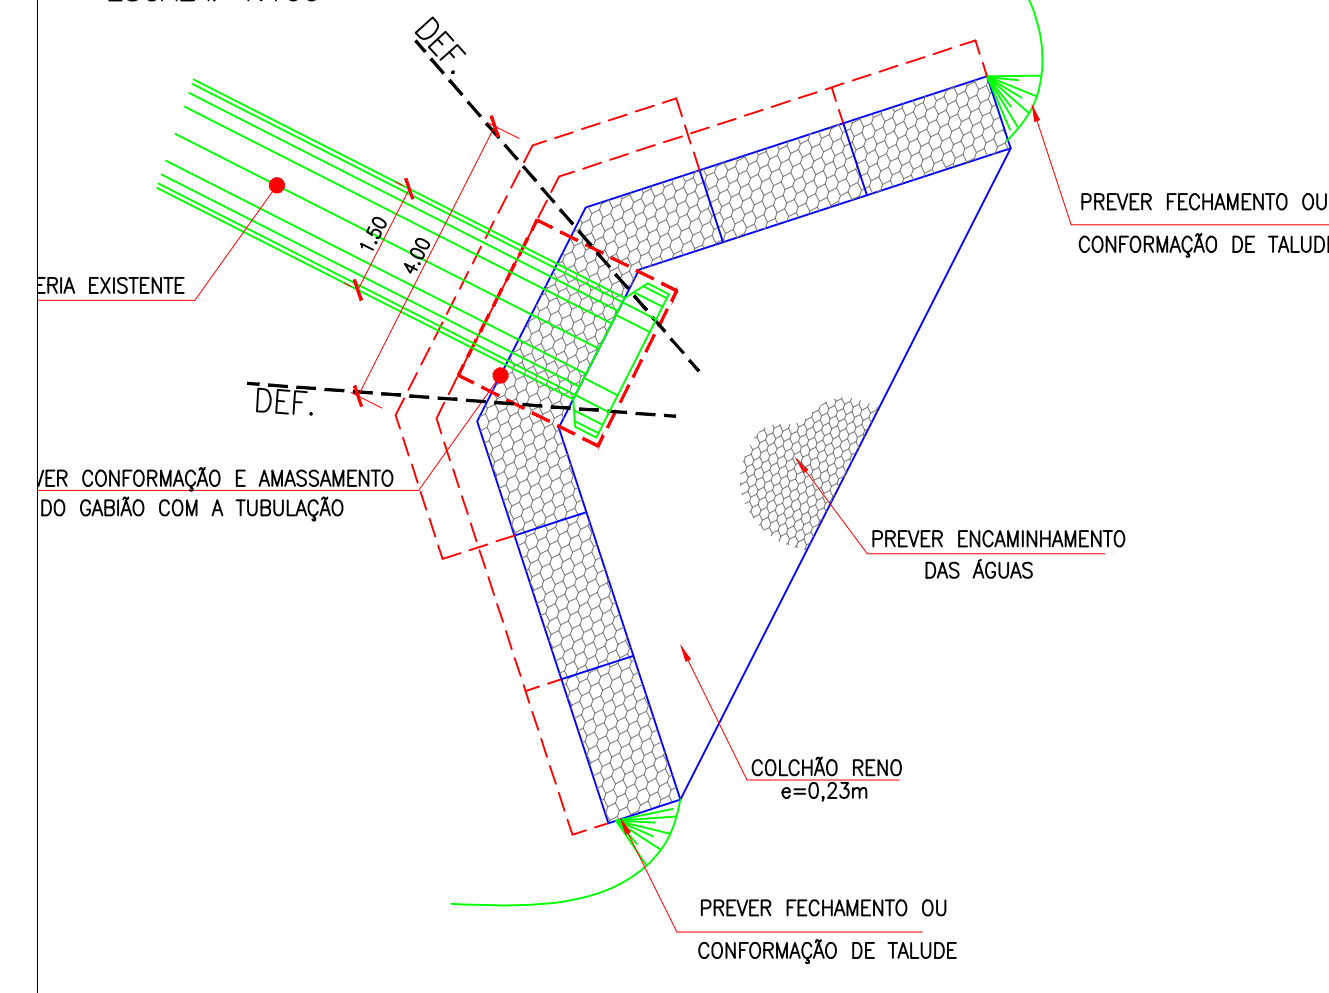 DEF.
PREVER FECHAMENTO OU
CONFORMAÇÃO DE TALUDE
1.50
4.00
ERIA EXISTENTE
DEF.
VER CONFORMAÇÃO E AMASSAMENTO
DO GABIÃO COM A TUBULAÇÃO
PREVER ENCAMINHAMENTO
DAS ÁGUAS
COLCHÃO RENO
e=0,23m
PREVER FECHAMENTO OU
CONFORMAÇÃO DE TALUDE